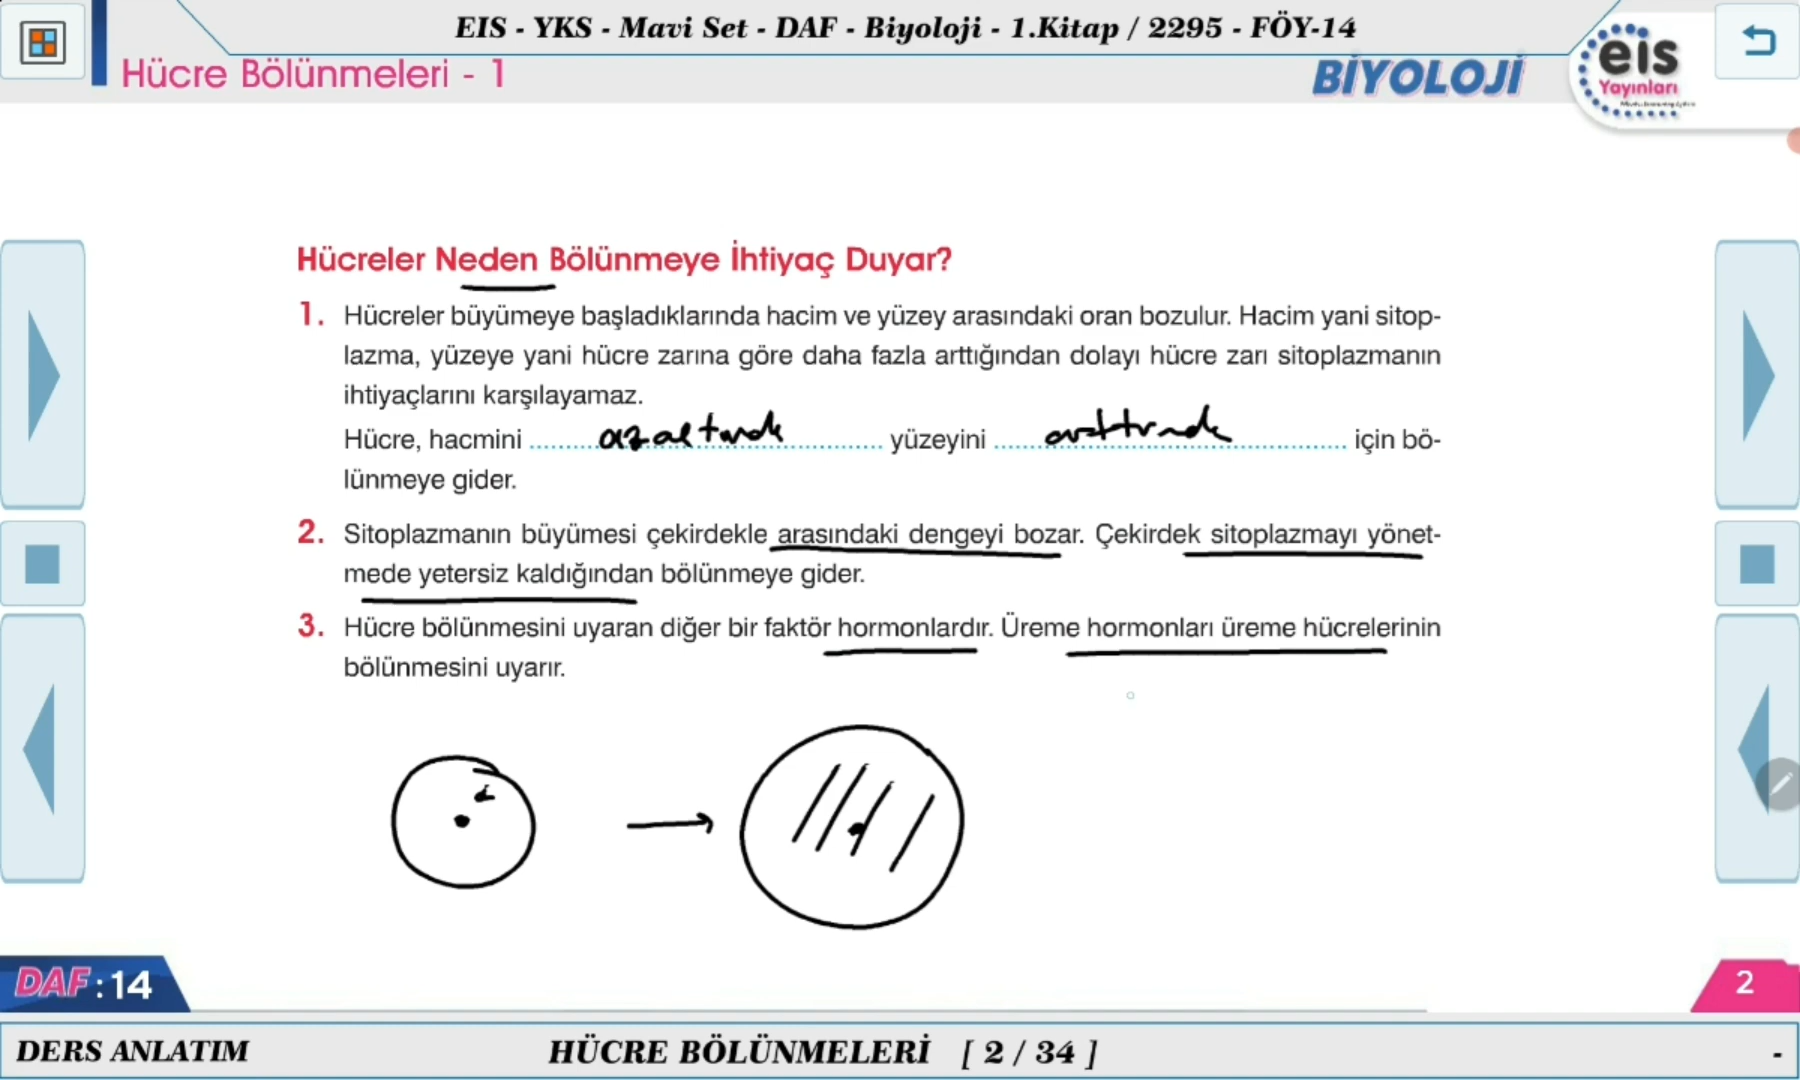 EIS - YKS - Mavi Set - DAF - Biyoloji - 1.Kitap / 2295 - FÖY-14
Hücre Bölünmeleri - 1
BİYOLOJİ
eis
Yayınları
Hücreler Neden Bölünmeye İhtiyaç Duyar?
1. Hücreler büyümeye başladıklarında hacim ve yüzey arasındaki oran bozulur. Hacim yani sitop-
lazma, yüzeye yani hücre zarına göre daha fazla arttığından dolayı hücre zarı sitoplazmanın
ihtiyaçlarını karşılayamaz.
Hücre, hacmini azaltmak yüzeyini arttırmak için bö-
lünmeye gider.
2. Sitoplazmanın büyümesi çekirdekle arasındaki dengeyi bozar. Çekirdek sitoplazmayı yönet-
mede yetersiz kaldığından bölünmeye gider.
3. Hücre bölünmesini uyaran diğer bir faktör hormonlardır. Üreme hormonları üreme hücrelerinin
bölünmesini uyarır.
DAF : 14
2
DERS ANLATIM
HÜCRE BÖLÜNMELERİ [ 2 / 34 ]
-